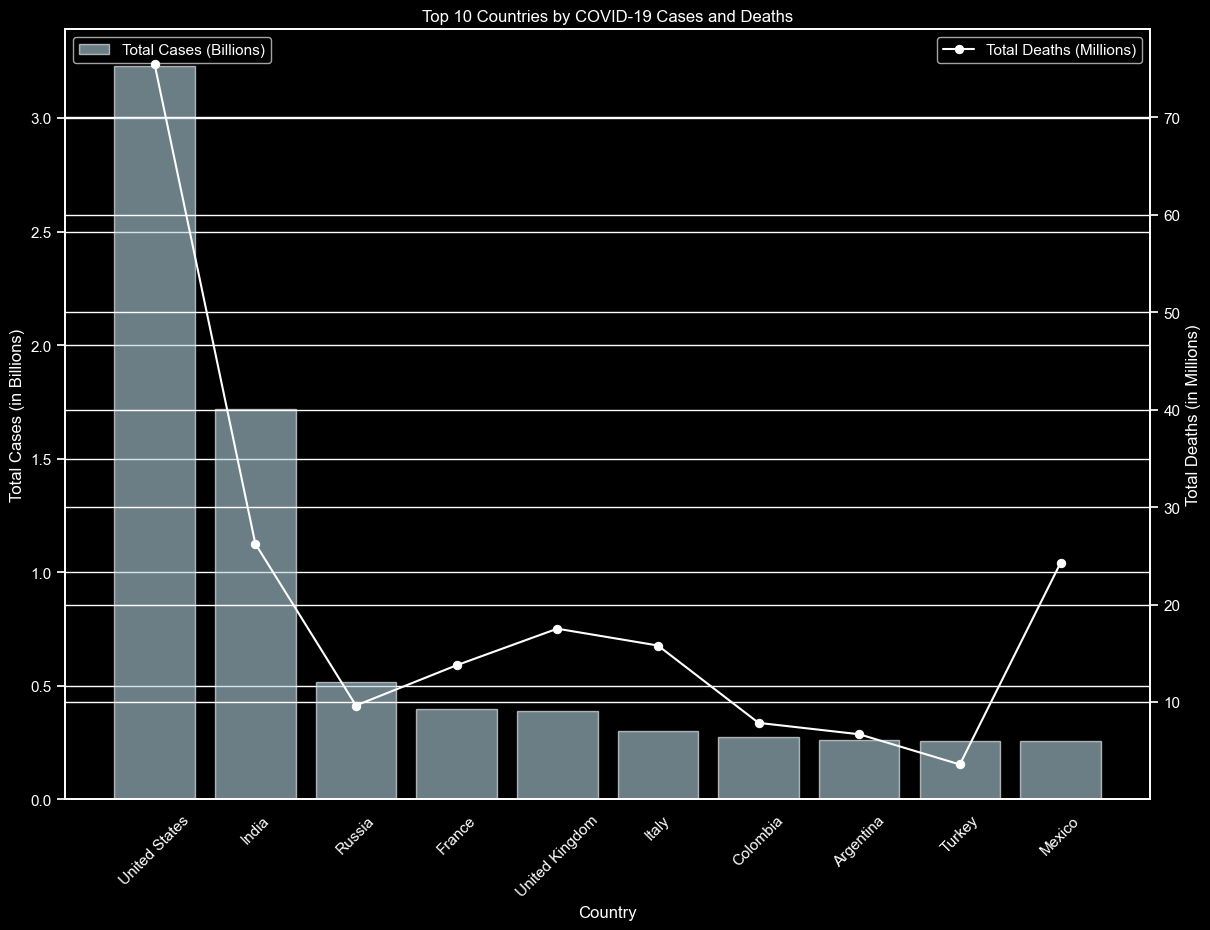 Top 10 Countries by COVID-19 Cases and Deaths
Total Cases (Billions)
Total Deaths (Millions)
Total Cases (in Billions)
3.0
2.5
2.0
1.5
1.0
0.5
0.0
70
60
50
40
30
20
10
Total Deaths (in Millions)
United States
India
Russia
France
United Kingdom
Italy
Colombia
Argentina
Turkey
Mexico
Country